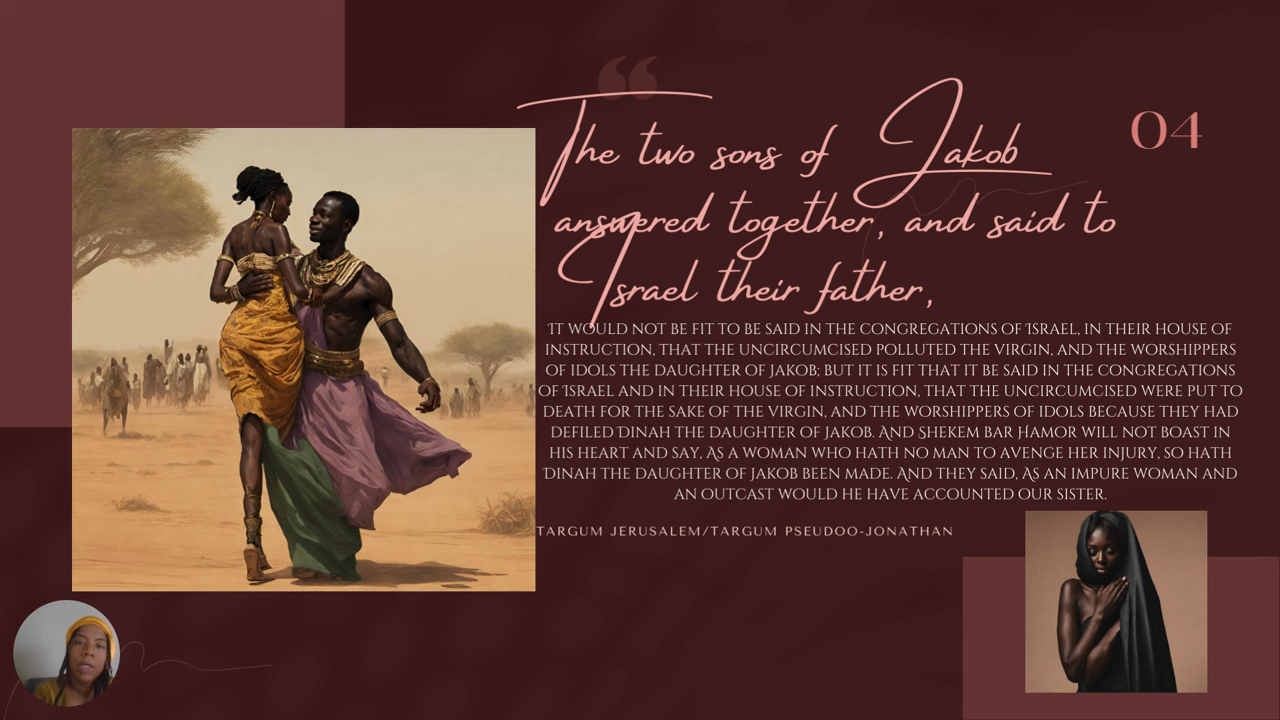 The two sons of Jakob
answered together, and said to
Israel their father,
04
'IT WOULD NOT BE FIT TO BE SAID IN THE CONGREGATIONS OF ISRAEL, IN THEIR HOUSE OF
INSTRUCTION, THAT THE UNCIRCUMCISED POLLUTED THE VIRGIN, AND THE WORSHIPPERS
OF IDOLS THE DAUGHTER OF JAKOB; BUT IT IS FIT THAT IT BE SAID IN THE CONGREGATIONS
OF ISRAEL AND IN THEIR HOUSE OF INSTRUCTION, THAT THE UNCIRCUMCISED WERE PUT TO
DEATH FOR THE SAKE OF THE VIRGIN, AND THE WORSHIPPERS OF IDOLS BECAUSE THEY HAD
DEFILED DINAH THE DAUGHTER OF JAKOB. AND SHEKEM BAR HAMOR WILL NOT BOAST IN
HIS HEART AND SAY, AS A WOMAN WHO HATH NO MAN TO AVENGE HER INJURY, SO HATH
DINAH THE DAUGHTER OF JAKOB BEEN MADE. AND THEY SAID, AS AN IMPURE WOMAN AND
AN OUTCAST WOULD HE HAVE ACCOUNTED OUR SISTER.
TARGUM JERUSALEM/TARGUM PSEUDOO-JONATHAN